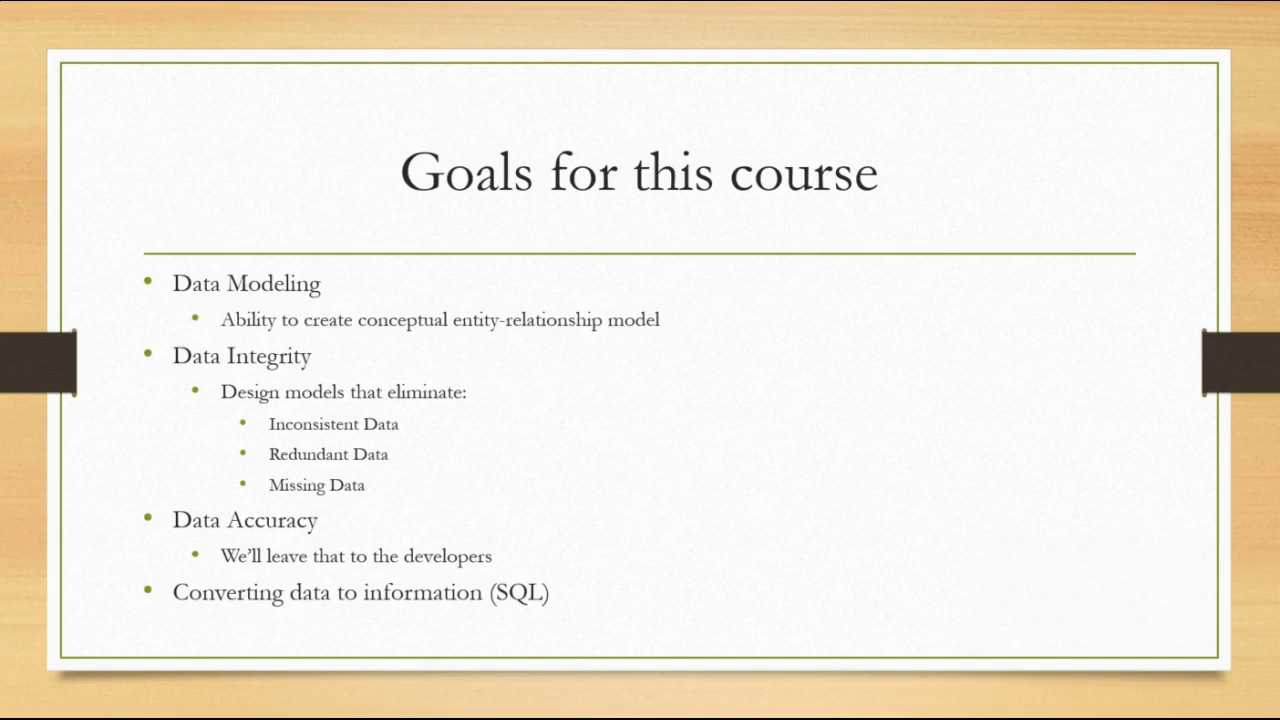 Goals for this course
• Data Modeling
• Ability to create conceptual entity-relationship model
• Data Integrity
• Design models that eliminate:
• Inconsistent Data
• Redundant Data
• Missing Data
• Data Accuracy
• We’ll leave that to the developers
• Converting data to information (SQL)